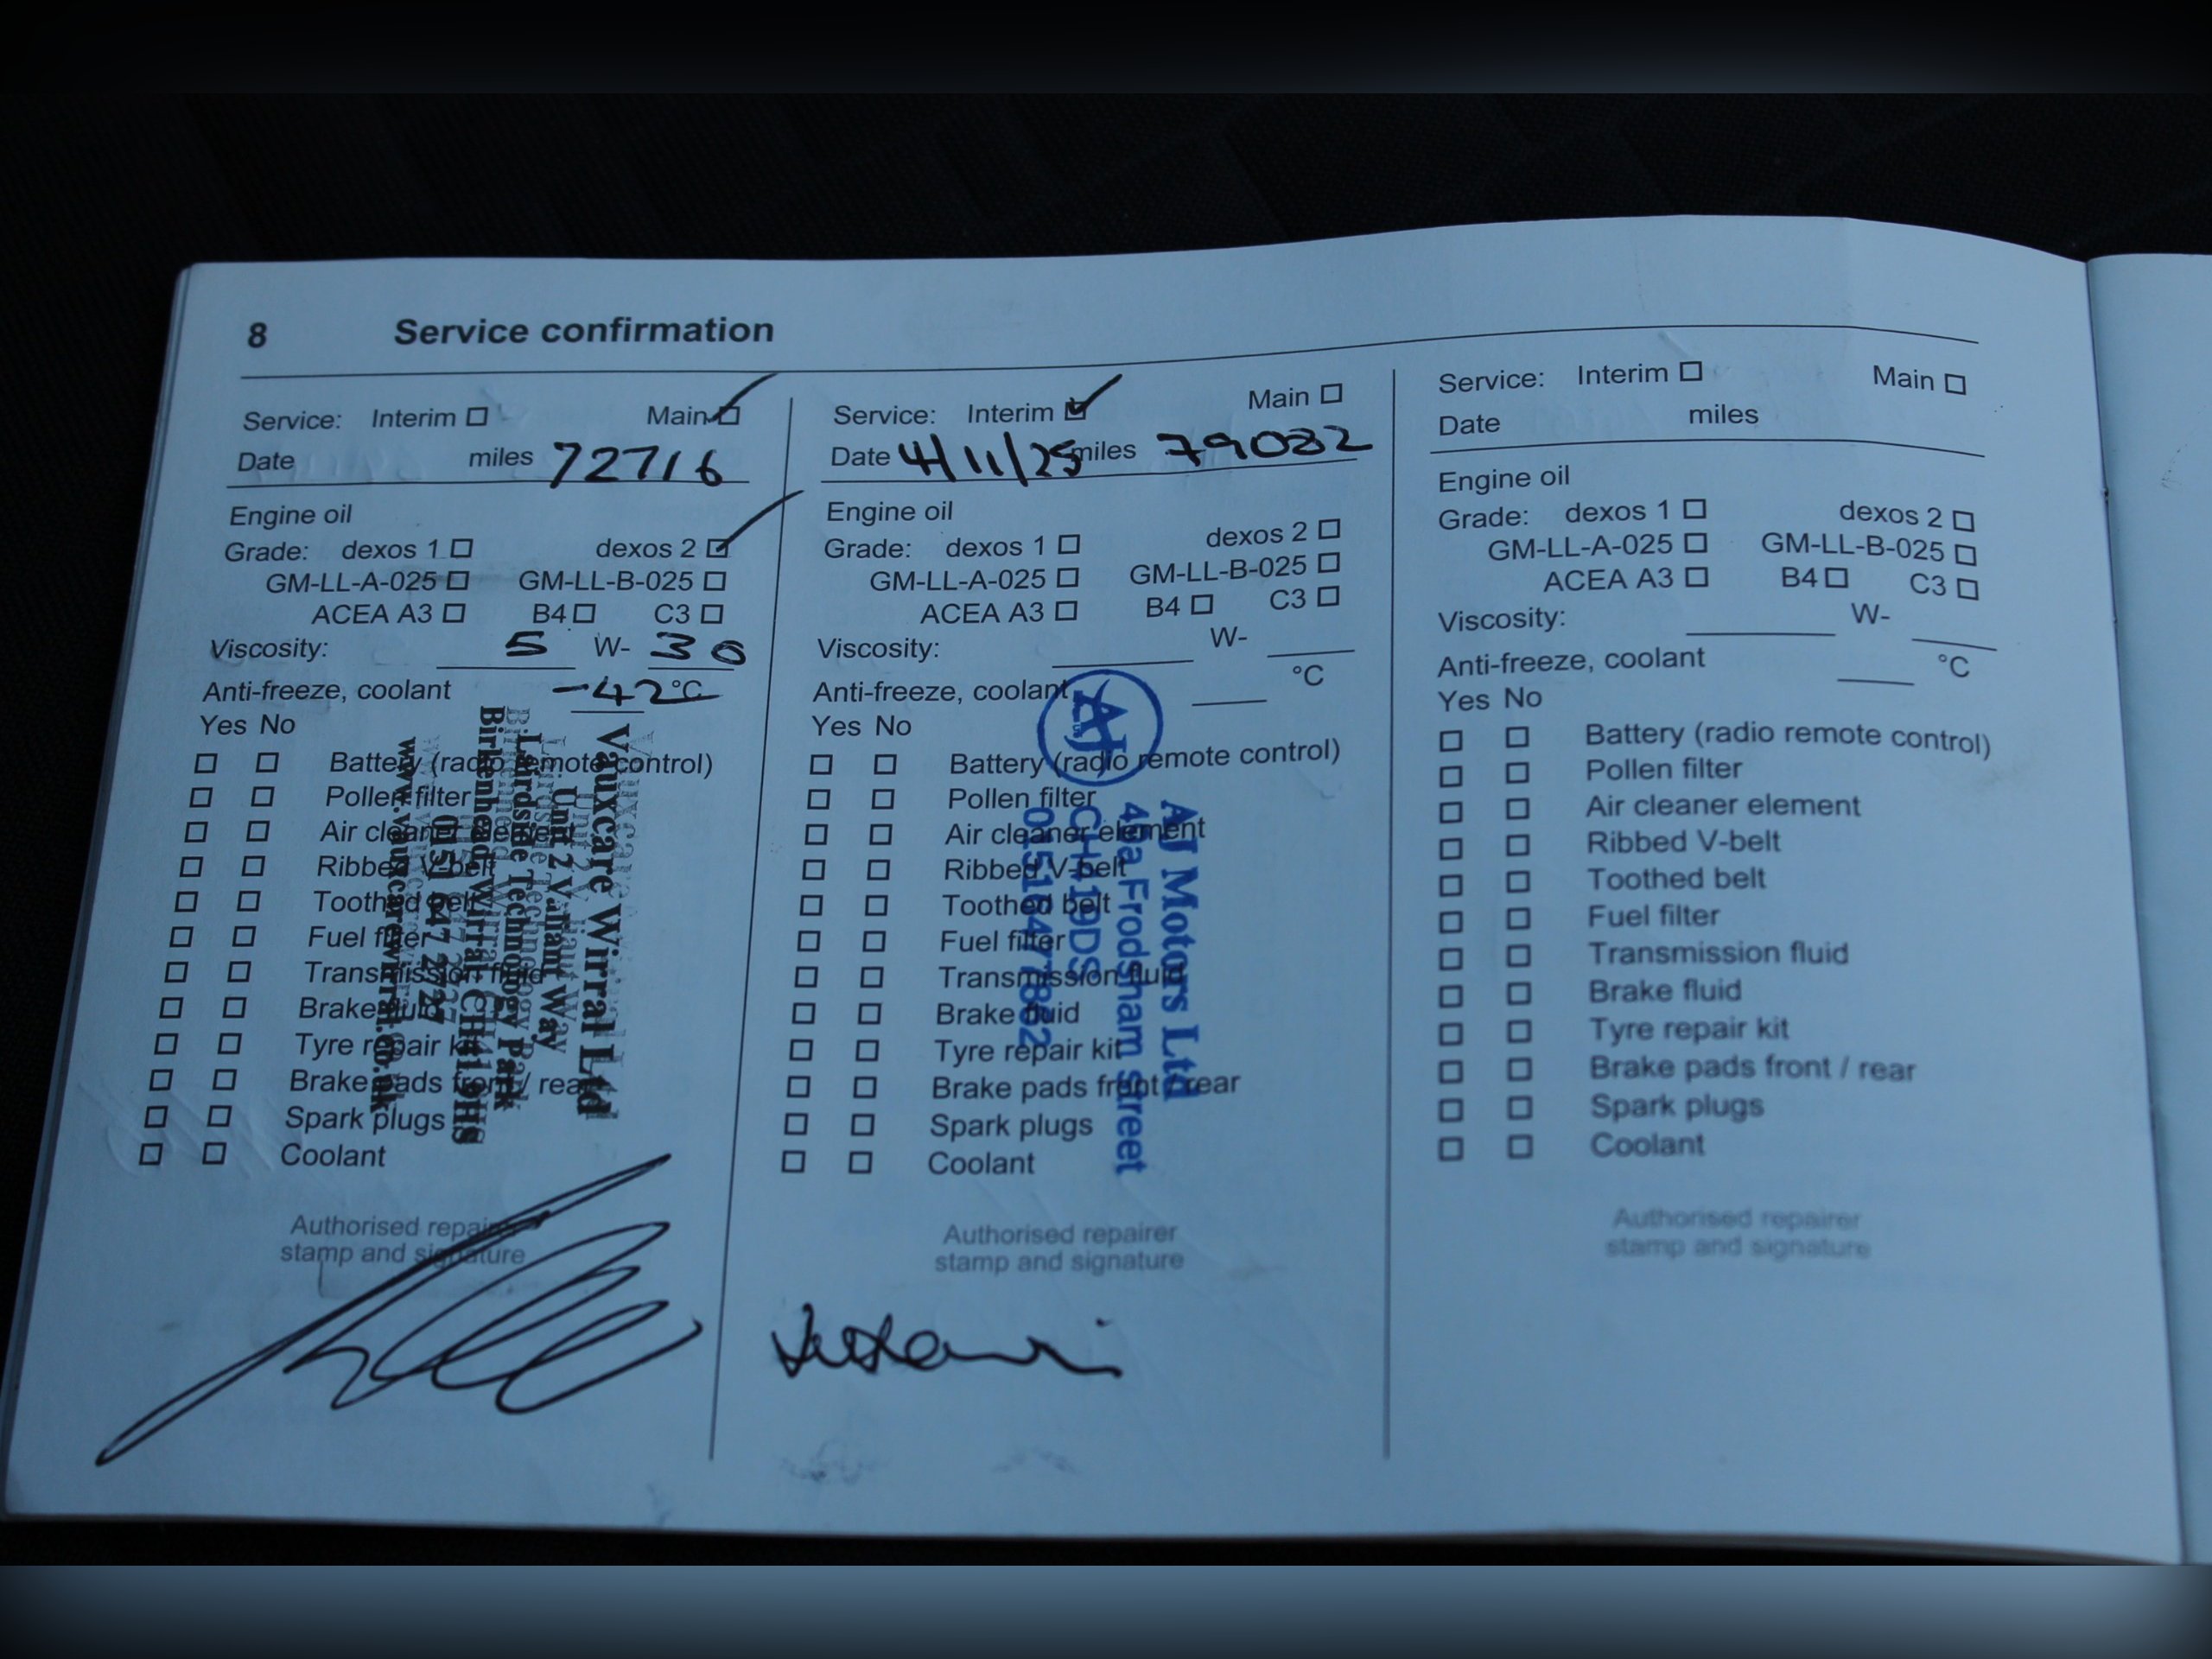 8 Service confirmation
Service: Interim ☐ Main ☑
Date miles 72716
Engine oil
Grade: dexos 1 ☐ dexos 2 ☑
GM-LL-A-025 ☐ GM-LL-B-025 ☐
ACEA A3 ☐ B4 ☐ C3 ☐
Viscosity: 5 W- 30
Anti-freeze, coolant -42 °C
Yes No
☐ ☐ Battery (radio remote control)
☐ ☐ Pollen filter
☐ ☐ Air cleaner element
☐ ☐ Ribbed V-belt
☐ ☐ Toothed belt
☐ ☐ Fuel filter
☐ ☐ Transmission fluid
☐ ☐ Brake fluid
☐ ☐ Tyre repair kit
☐ ☐ Brake pads front / rear
☐ ☐ Spark plugs
☐ ☐ Coolant
Vauxcare Wirral Ltd
Unit 2 Valiant Way
Lairdside Technology Park
Birkenhead Wirral CH41 9HS
0151 647
www.vauxcarewirral.co.uk
Authorised repairer
stamp and signature
Service: Interim ☑ Main ☐
Date 4/11/25 miles 79082
Engine oil
Grade: dexos 1 ☐ dexos 2 ☐
GM-LL-A-025 ☐ GM-LL-B-025 ☐
ACEA A3 ☐ B4 ☐ C3 ☐
Viscosity: W-
Anti-freeze, coolant °C
Yes No
☐ ☐ Battery (radio remote control)
☐ ☐ Pollen filter
☐ ☐ Air cleaner element
☐ ☐ Ribbed V-belt
☐ ☐ Toothed belt
☐ ☐ Fuel filter
☐ ☐ Transmission fluid
☐ ☐ Brake fluid
☐ ☐ Tyre repair kit
☐ ☐ Brake pads front / rear
☐ ☐ Spark plugs
☐ ☐ Coolant
AJ
AJ Motors Ltd
Frodsham street
Authorised repairer
stamp and signature
Service: Interim ☐ Main ☐
Date miles
Engine oil
Grade: dexos 1 ☐ dexos 2 ☐
GM-LL-A-025 ☐ GM-LL-B-025 ☐
ACEA A3 ☐ B4 ☐ C3 ☐
Viscosity: W-
Anti-freeze, coolant °C
Yes No
☐ ☐ Battery (radio remote control)
☐ ☐ Pollen filter
☐ ☐ Air cleaner element
☐ ☐ Ribbed V-belt
☐ ☐ Toothed belt
☐ ☐ Fuel filter
☐ ☐ Transmission fluid
☐ ☐ Brake fluid
☐ ☐ Tyre repair kit
☐ ☐ Brake pads front / rear
☐ ☐ Spark plugs
☐ ☐ Coolant
Authorised repairer
stamp and signature